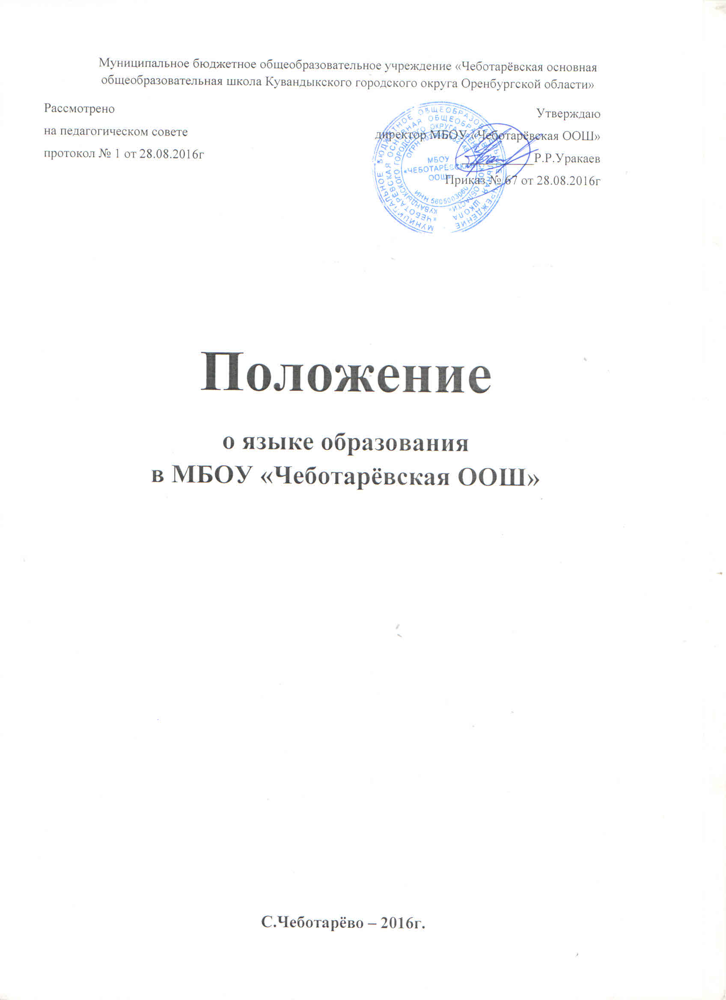 Муниципальное бюджетное общеобразовательное учреждение «Чеботарёвская основная
общеобразовательная школа Кувандыкского городского округа Оренбургской области»
Рассмотрено
на педагогическом совете
протокол № 1 от 28.08.2016г
Утверждаю
директор МБОУ «Чеботарёвская ООШ»
Р.Р.Уракаев
Приказ № 67 от 28.08.2016г
МУНИЦИПАЛЬНОЕ БЮДЖЕТНОЕ ОБЩЕОБРАЗОВАТЕЛЬНОЕ УЧРЕЖДЕНИЕ
«ЧЕБОТАРЁВСКАЯ ОСНОВНАЯ ОБЩЕОБРАЗОВАТЕЛЬНАЯ ШКОЛА
КУВАНДЫКСКОГО ГОРОДСКОГО ОКРУГА ОРЕНБУРГСКОЙ ОБЛАСТИ»
ОГРН
МБОУ
«ЧЕБОТАРЁВСКАЯ
ООШ»
ИНН
Положение
о языке образования
в МБОУ «Чеботарёвская ООШ»
С.Чеботарёво – 2016г.